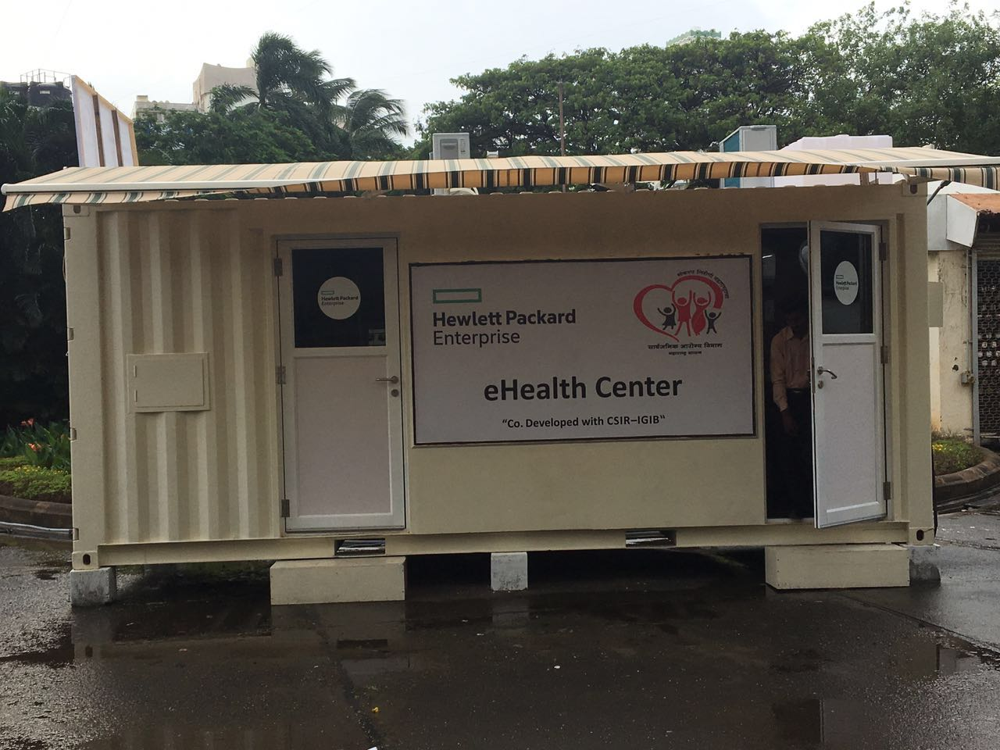 Hewlett Packard
Enterprise
Hewlett Packard
Enterprise
सार्वजनिक आरोग्य विभाग
महाराष्ट्र शासन
eHealth Center
"Co. Developed with CSIR–IGIB"
Hewlett Packard
Enterprise